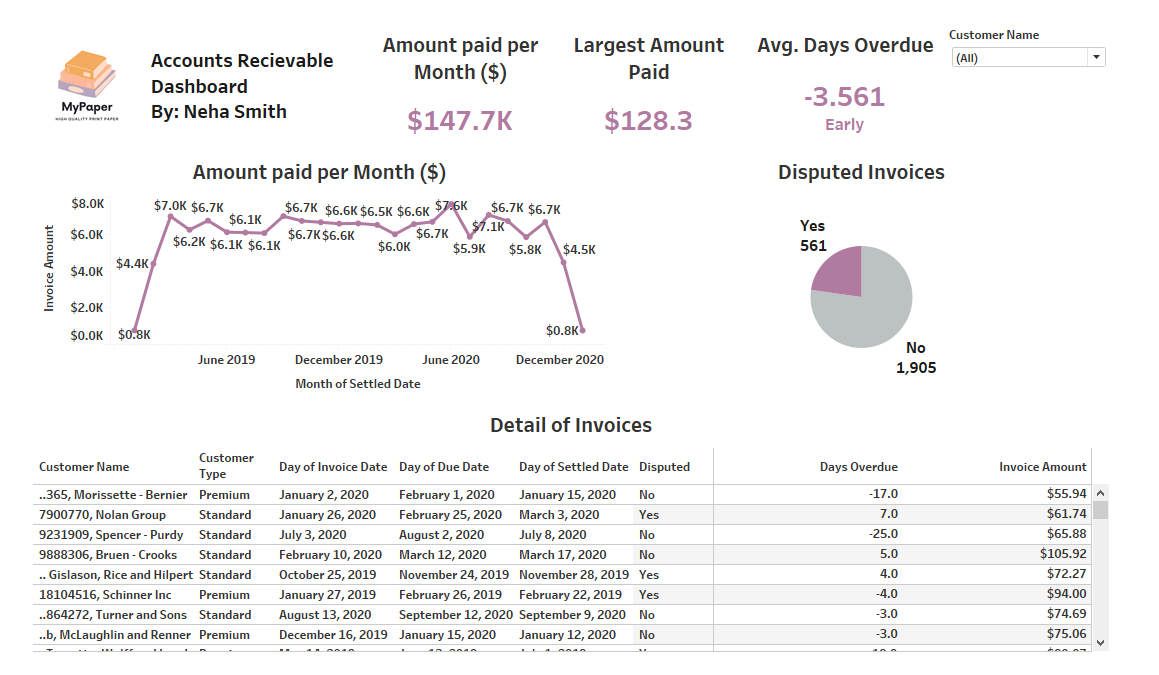 MyPaper
HIGH QUALITY PRINT PAPER
Accounts Recievable
Dashboard
By: Neha Smith
Amount paid per
Month ($)
$147.7K
Largest Amount
Paid
$128.3
Avg. Days Overdue
-3.561
Early
Customer Name
(All)
Amount paid per Month ($)
Invoice Amount
$8.0K
$6.0K
$4.0K
$2.0K
$0.0K
$0.8K
$4.4K
$7.0K
$6.2K
$6.7K
$6.1K
$6.1K
$6.1K
$6.7K
$6.7K
$6.6K
$6.6K
$6.5K
$6.0K
$6.6K
$6.7K
$7.6K
$5.9K
$7.1K
$6.7K
$5.8K
$6.7K
$4.5K
$0.8K
June 2019 December 2019 June 2020 December 2020
Month of Settled Date
Disputed Invoices
Yes
561
No
1,905
Detail of Invoices
Customer Name Customer Type Day of Invoice Date Day of Due Date Day of Settled Date Disputed Days Overdue Invoice Amount
..365, Morissette - Bernier Premium January 2, 2020 February 1, 2020 January 15, 2020 No -17.0 $55.94
7900770, Nolan Group Standard January 26, 2020 February 25, 2020 March 3, 2020 Yes 7.0 $61.74
9231909, Spencer - Purdy Standard July 3, 2020 August 2, 2020 July 8, 2020 No -25.0 $65.88
9888306, Bruen - Crooks Standard February 10, 2020 March 12, 2020 March 17, 2020 No 5.0 $105.92
.. Gislason, Rice and Hilpert Standard October 25, 2019 November 24, 2019 November 28, 2019 Yes 4.0 $72.27
18104516, Schinner Inc Premium January 27, 2019 February 26, 2019 February 22, 2019 Yes -4.0 $94.00
..864272, Turner and Sons Standard August 13, 2020 September 12, 2020 September 9, 2020 No -3.0 $74.69
..b, McLaughlin and Renner Premium December 16, 2019 January 15, 2020 January 12, 2020 No -3.0 $75.06